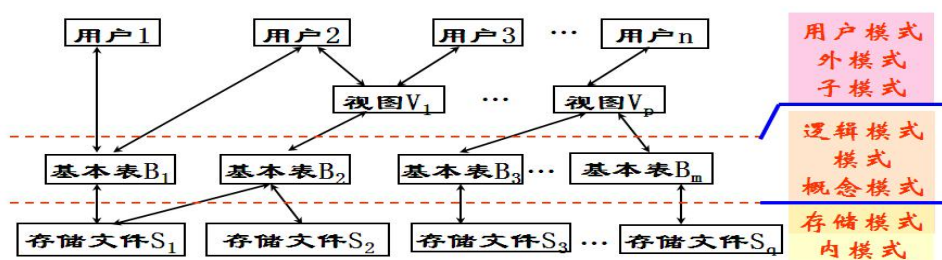 用户1
用户2
用户3
…
用户n
用户模式
外模式
子模式
视图V1
…
视图Vp
逻辑模式
模式
概念模式
基本表B1
基本表B2
基本表B3
…
基本表Bm
存储文件S1
存储文件S2
存储文件S3
…
存储文件Sq
存储模式
内模式